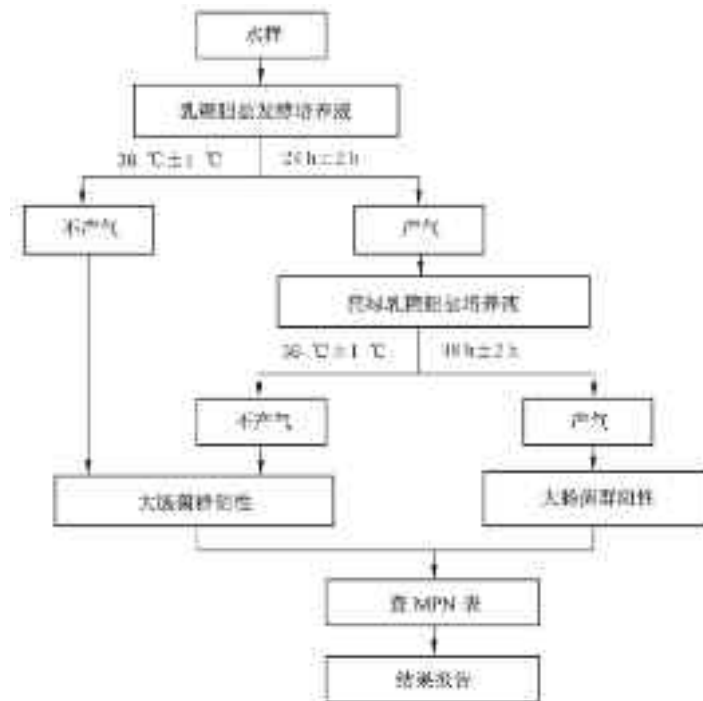 水样
乳糖胆盐发酵培养液
36 ℃±1 ℃ 24 h±2 h
不产气 产气
乳糖胆盐培养液
36 ℃±1 ℃ 48 h±2 h
不产气 产气
大肠菌群阴性 大肠菌群阳性
查 MPN 表
结果报告